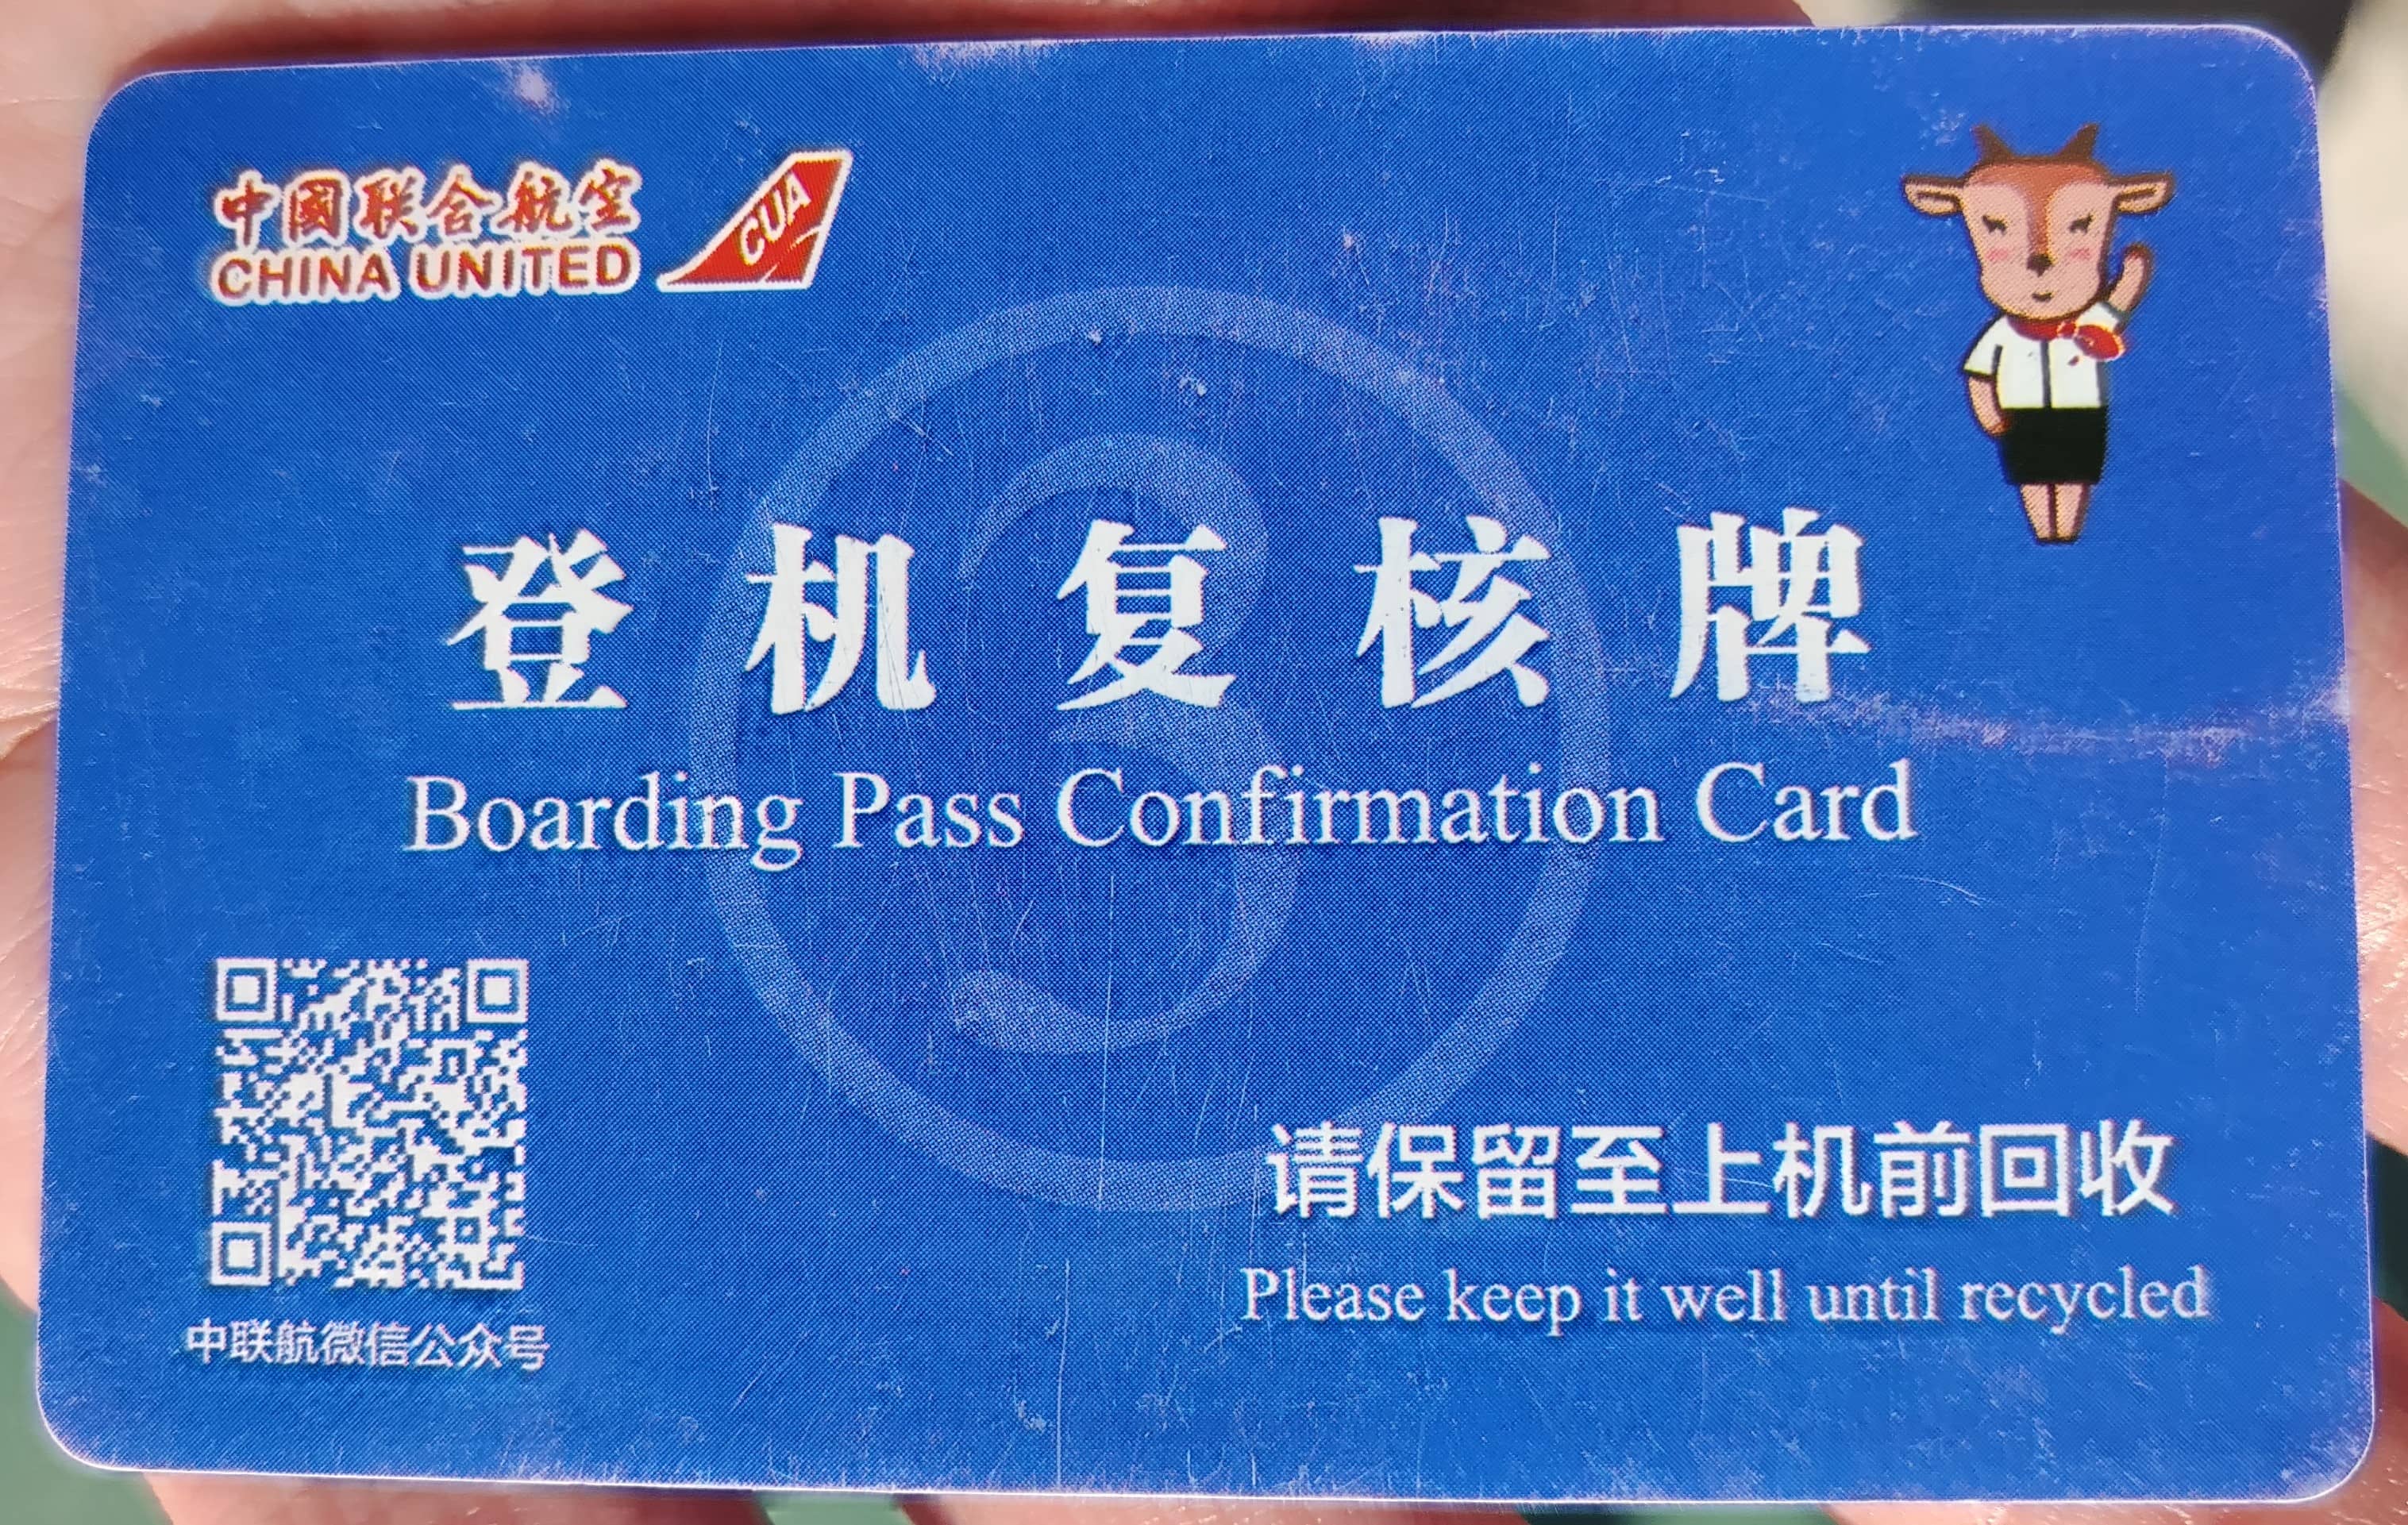 中國联合航空
CHINA UNITED
CUA
3
登机复核牌
Boarding Pass Confirmation Card
请保留至上机前回收
Please keep it well until recycled
中联航微信公众号